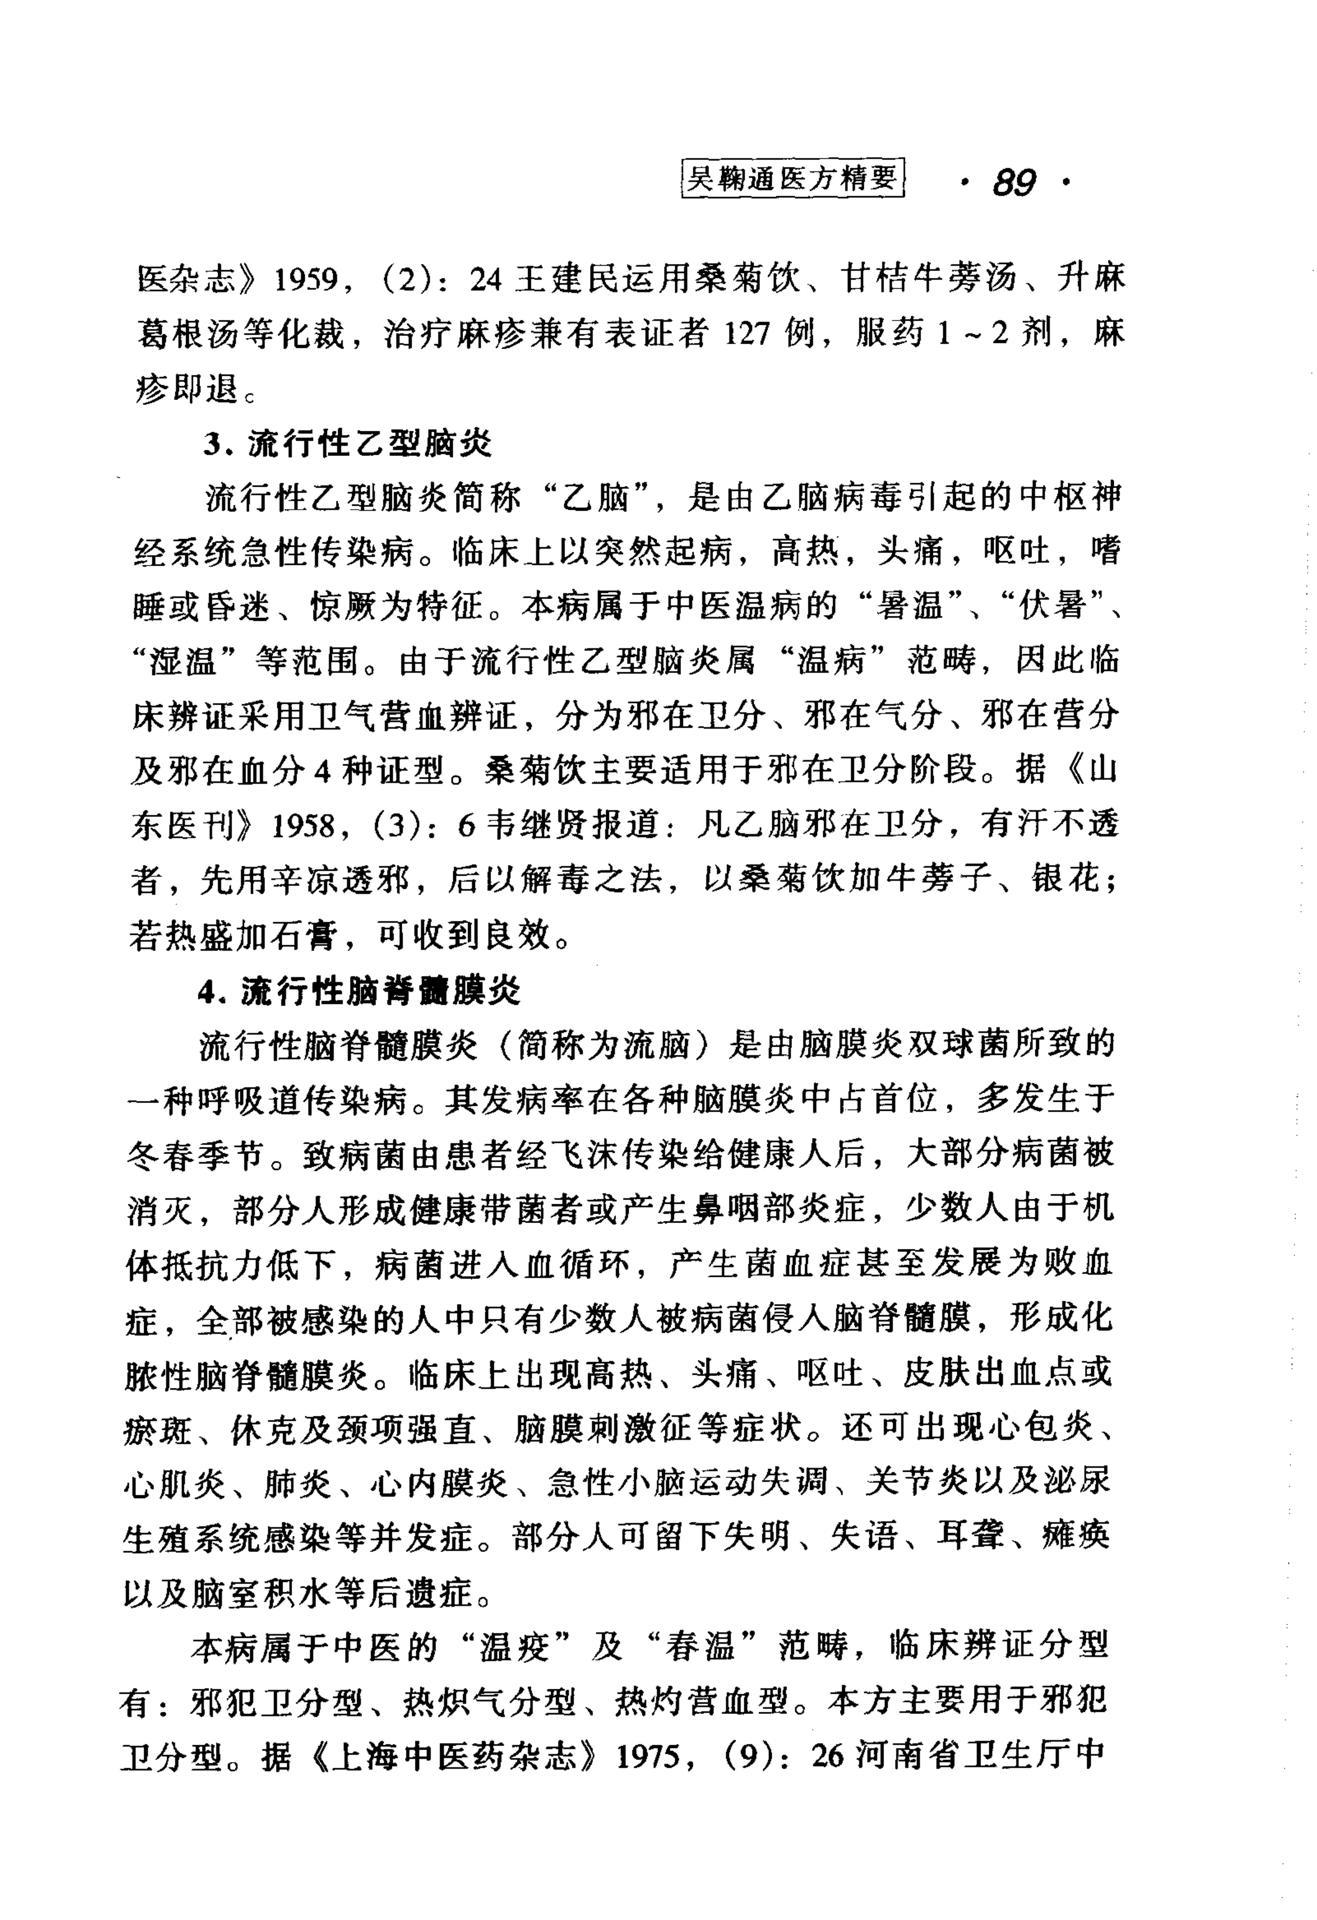 吴鞠通医方精要 · 89 ·
医杂志》1959，（2）：24 王建民运用桑菊饮、甘桔牛蒡汤、升麻
葛根汤等化裁，治疗麻疹兼有表证者 127 例，服药 1～2 剂，麻
疹即退。
3. 流行性乙型脑炎
流行性乙型脑炎简称“乙脑”，是由乙脑病毒引起的中枢神
经系统急性传染病。临床上以突然起病，高热，头痛，呕吐，嗜
睡或昏迷、惊厥为特征。本病属于中医温病的“暑温”、“伏暑”、
“湿温”等范围。由于流行性乙型脑炎属“温病”范畴，因此临
床辨证采用卫气营血辨证，分为邪在卫分、邪在气分、邪在营分
及邪在血分 4 种证型。桑菊饮主要适用于邪在卫分阶段。据《山
东医刊》1958，（3）：6 韦继贤报道：凡乙脑邪在卫分，有汗不透
者，先用辛凉透邪，后以解毒之法，以桑菊饮加牛蒡子、银花；
若热盛加石膏，可收到良效。
4. 流行性脑脊髓膜炎
流行性脑脊髓膜炎（简称为流脑）是由脑膜炎双球菌所致的
一种呼吸道传染病。其发病率在各种脑膜炎中占首位，多发生于
冬春季节。致病菌由患者经飞沫传染给健康人后，大部分病菌被
消灭，部分人形成健康带菌者或产生鼻咽部炎症，少数人由于机
体抵抗力低下，病菌进入血循环，产生菌血症甚至发展为败血
症，全部被感染的人中只有少数人被病菌侵入脑脊髓膜，形成化
脓性脑脊髓膜炎。临床上出现高热、头痛、呕吐、皮肤出血点或
瘀斑、休克及颈项强直、脑膜刺激征等症状。还可出现心包炎、
心肌炎、肺炎、心内膜炎、急性小脑运动失调、关节炎以及泌尿
生殖系统感染等并发症。部分人可留下失明、失语、耳聋、瘫痪
以及脑室积水等后遗症。
本病属于中医的“温疫”及“春温”范畴，临床辨证分型
有：邪犯卫分型、热炽气分型、热灼营血型。本方主要用于邪犯
卫分型。据《上海中医药杂志》1975，（9）：26 河南省卫生厅中